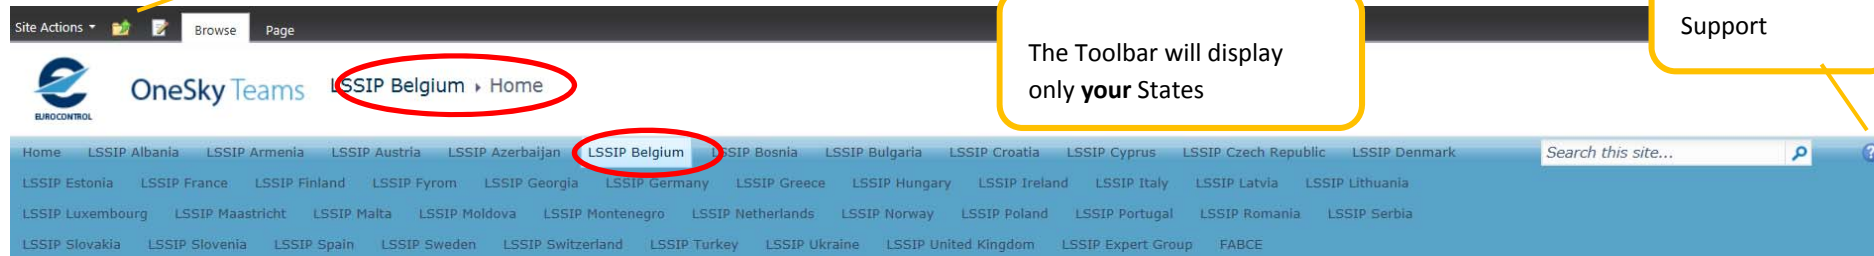 Site Actions Browse Page
Support
The Toolbar will display
only your States
EUROCONTROL
OneSky Teams LSSIP Belgium Home
Home LSSIP Albania LSSIP Armenia LSSIP Austria LSSIP Azerbaijan LSSIP Belgium LSSIP Bosnia LSSIP Bulgaria LSSIP Croatia LSSIP Cyprus LSSIP Czech Republic LSSIP Denmark Search this site...
LSSIP Estonia LSSIP France LSSIP Finland LSSIP Fyrom LSSIP Georgia LSSIP Germany LSSIP Greece LSSIP Hungary LSSIP Ireland LSSIP Italy LSSIP Latvia LSSIP Lithuania
LSSIP Luxembourg LSSIP Maastricht LSSIP Malta LSSIP Moldova LSSIP Montenegro LSSIP Netherlands LSSIP Norway LSSIP Poland LSSIP Portugal LSSIP Romania LSSIP Serbia
LSSIP Slovakia LSSIP Slovenia LSSIP Spain LSSIP Sweden LSSIP Switzerland LSSIP Turkey LSSIP Ukraine LSSIP United Kingdom LSSIP Expert Group FABCE